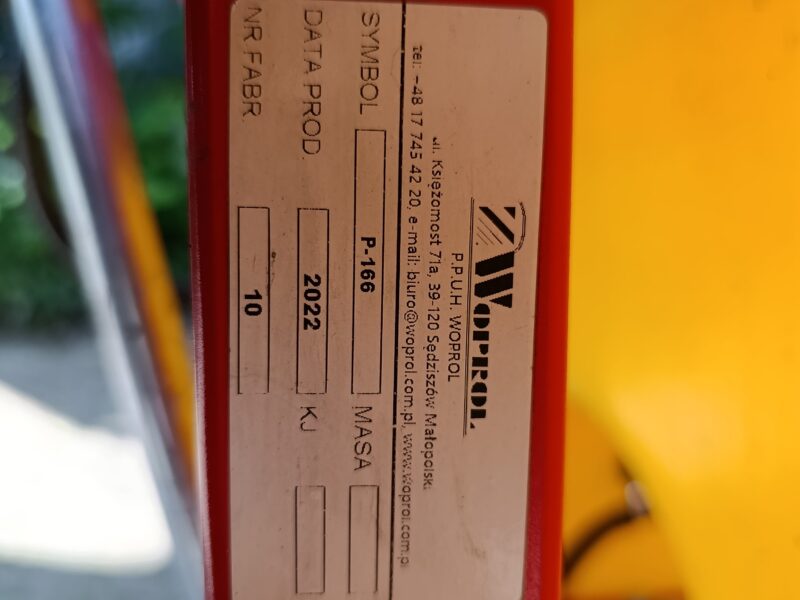 WOPROL
P.P.U.H. WOPROL
ul. Księżomost 71a, 39-120 Sędziszów Małopolski
tel: +48 17 745 42 20, e-mail: biuro@woprol.com.pl, www.woprol.com.pl
SYMBOL P-166 MASA
DATA PROD. 2022 KJ
NR FABR. 10